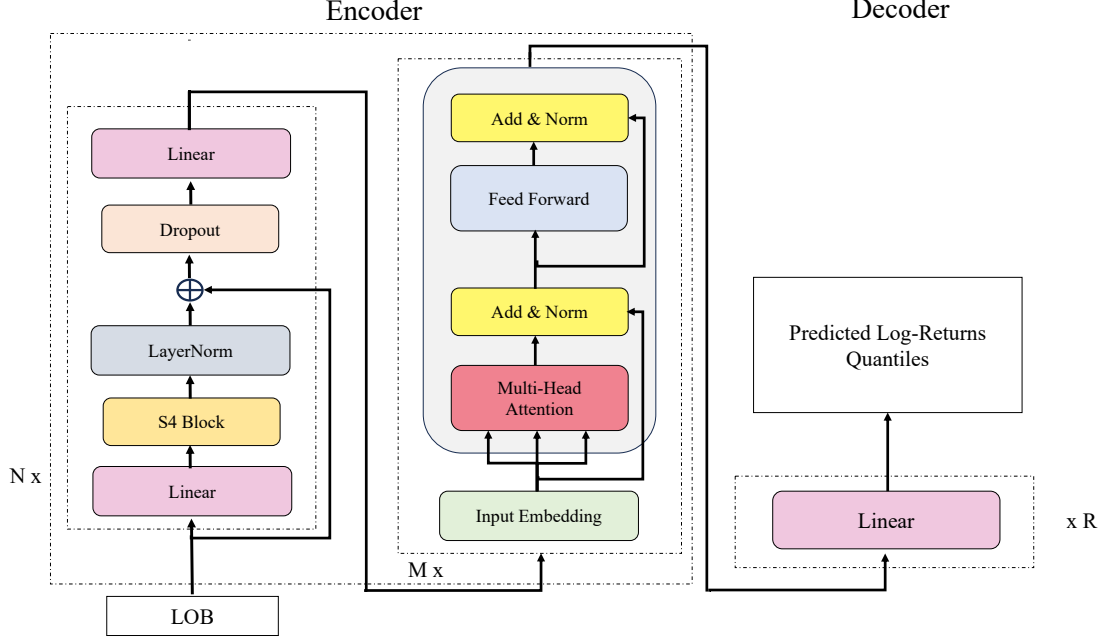 Encoder
Decoder
Linear
Dropout
LayerNorm
S4 Block
Linear
N x
LOB
Add & Norm
Feed Forward
Add & Norm
Multi-Head
Attention
Input Embedding
M x
Predicted Log-Returns
Quantiles
Linear
x R